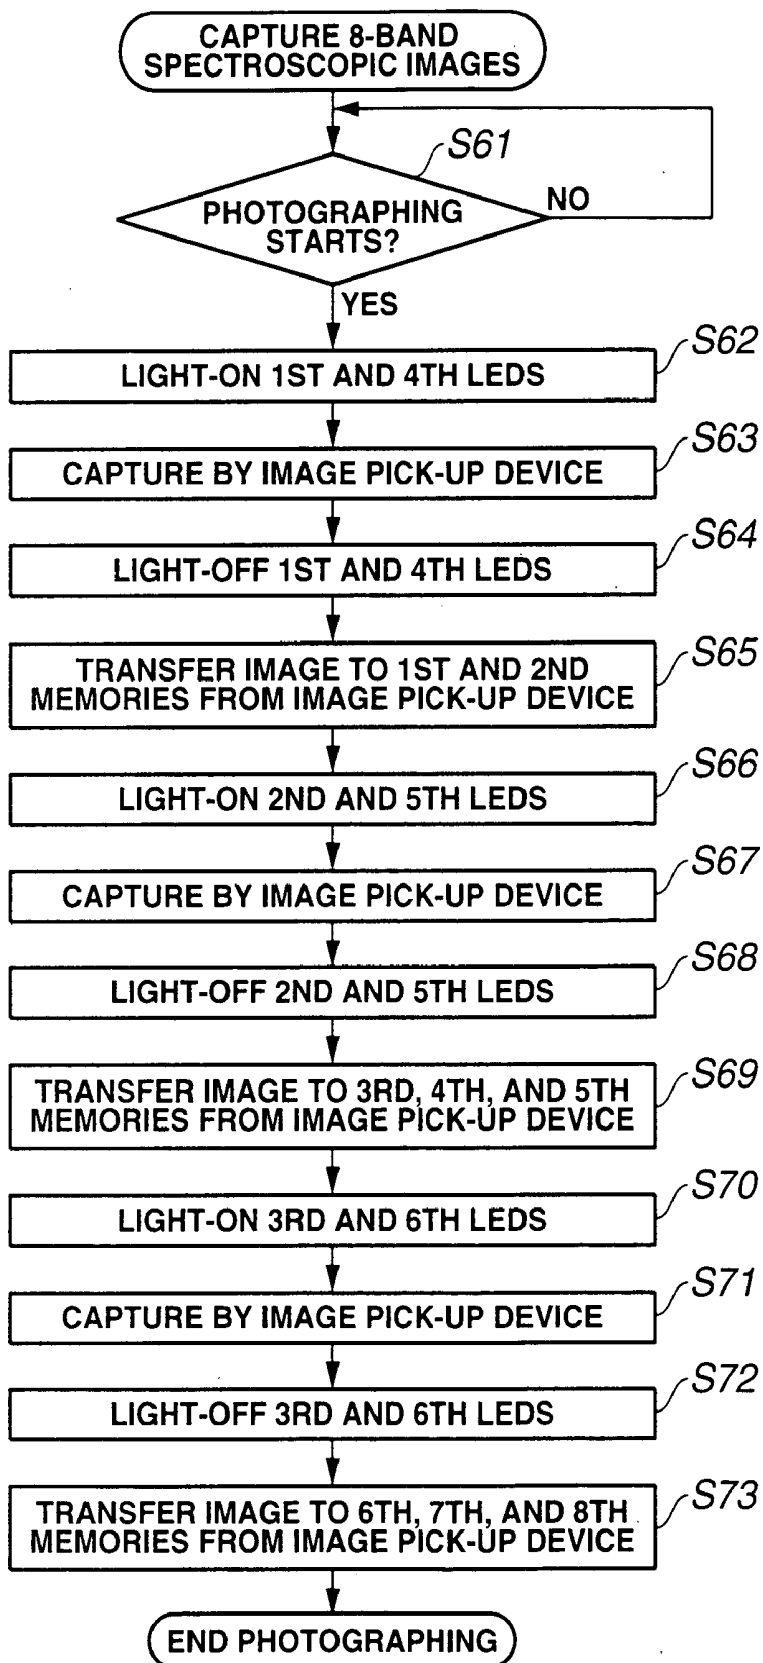 CAPTURE 8-BAND
SPECTROSCOPIC IMAGES
S61
PHOTOGRAPHING
STARTS?
NO
YES
S62
LIGHT-ON 1ST AND 4TH LEDS
S63
CAPTURE BY IMAGE PICK-UP DEVICE
S64
LIGHT-OFF 1ST AND 4TH LEDS
S65
TRANSFER IMAGE TO 1ST AND 2ND
MEMORIES FROM IMAGE PICK-UP DEVICE
S66
LIGHT-ON 2ND AND 5TH LEDS
S67
CAPTURE BY IMAGE PICK-UP DEVICE
S68
LIGHT-OFF 2ND AND 5TH LEDS
S69
TRANSFER IMAGE TO 3RD, 4TH, AND 5TH
MEMORIES FROM IMAGE PICK-UP DEVICE
S70
LIGHT-ON 3RD AND 6TH LEDS
S71
CAPTURE BY IMAGE PICK-UP DEVICE
S72
LIGHT-OFF 3RD AND 6TH LEDS
S73
TRANSFER IMAGE TO 6TH, 7TH, AND 8TH
MEMORIES FROM IMAGE PICK-UP DEVICE
END PHOTOGRAPHING